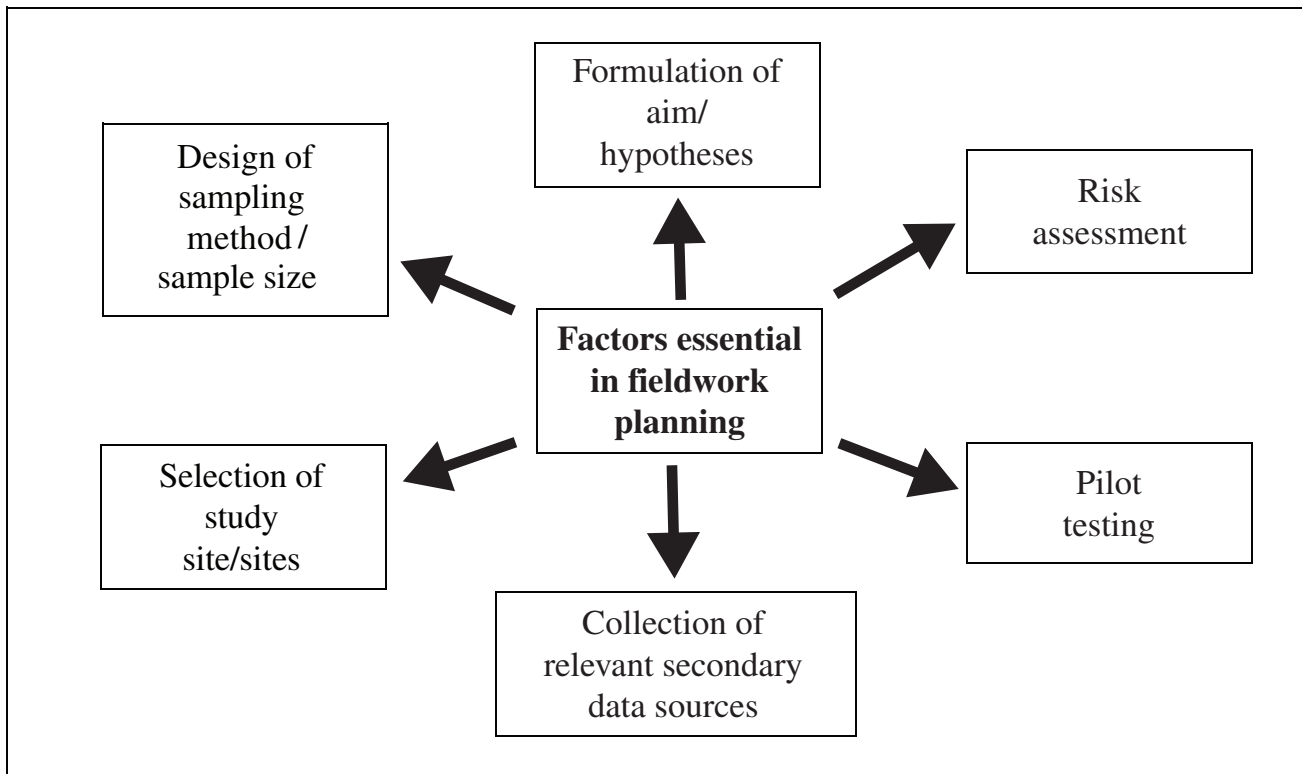 Formulation of
aim/
hypotheses
Design of
sampling
method /
sample size
Risk
assessment
Factors essential
in fieldwork
planning
Selection of
study
site/sites
Pilot
testing
Collection of
relevant secondary
data sources